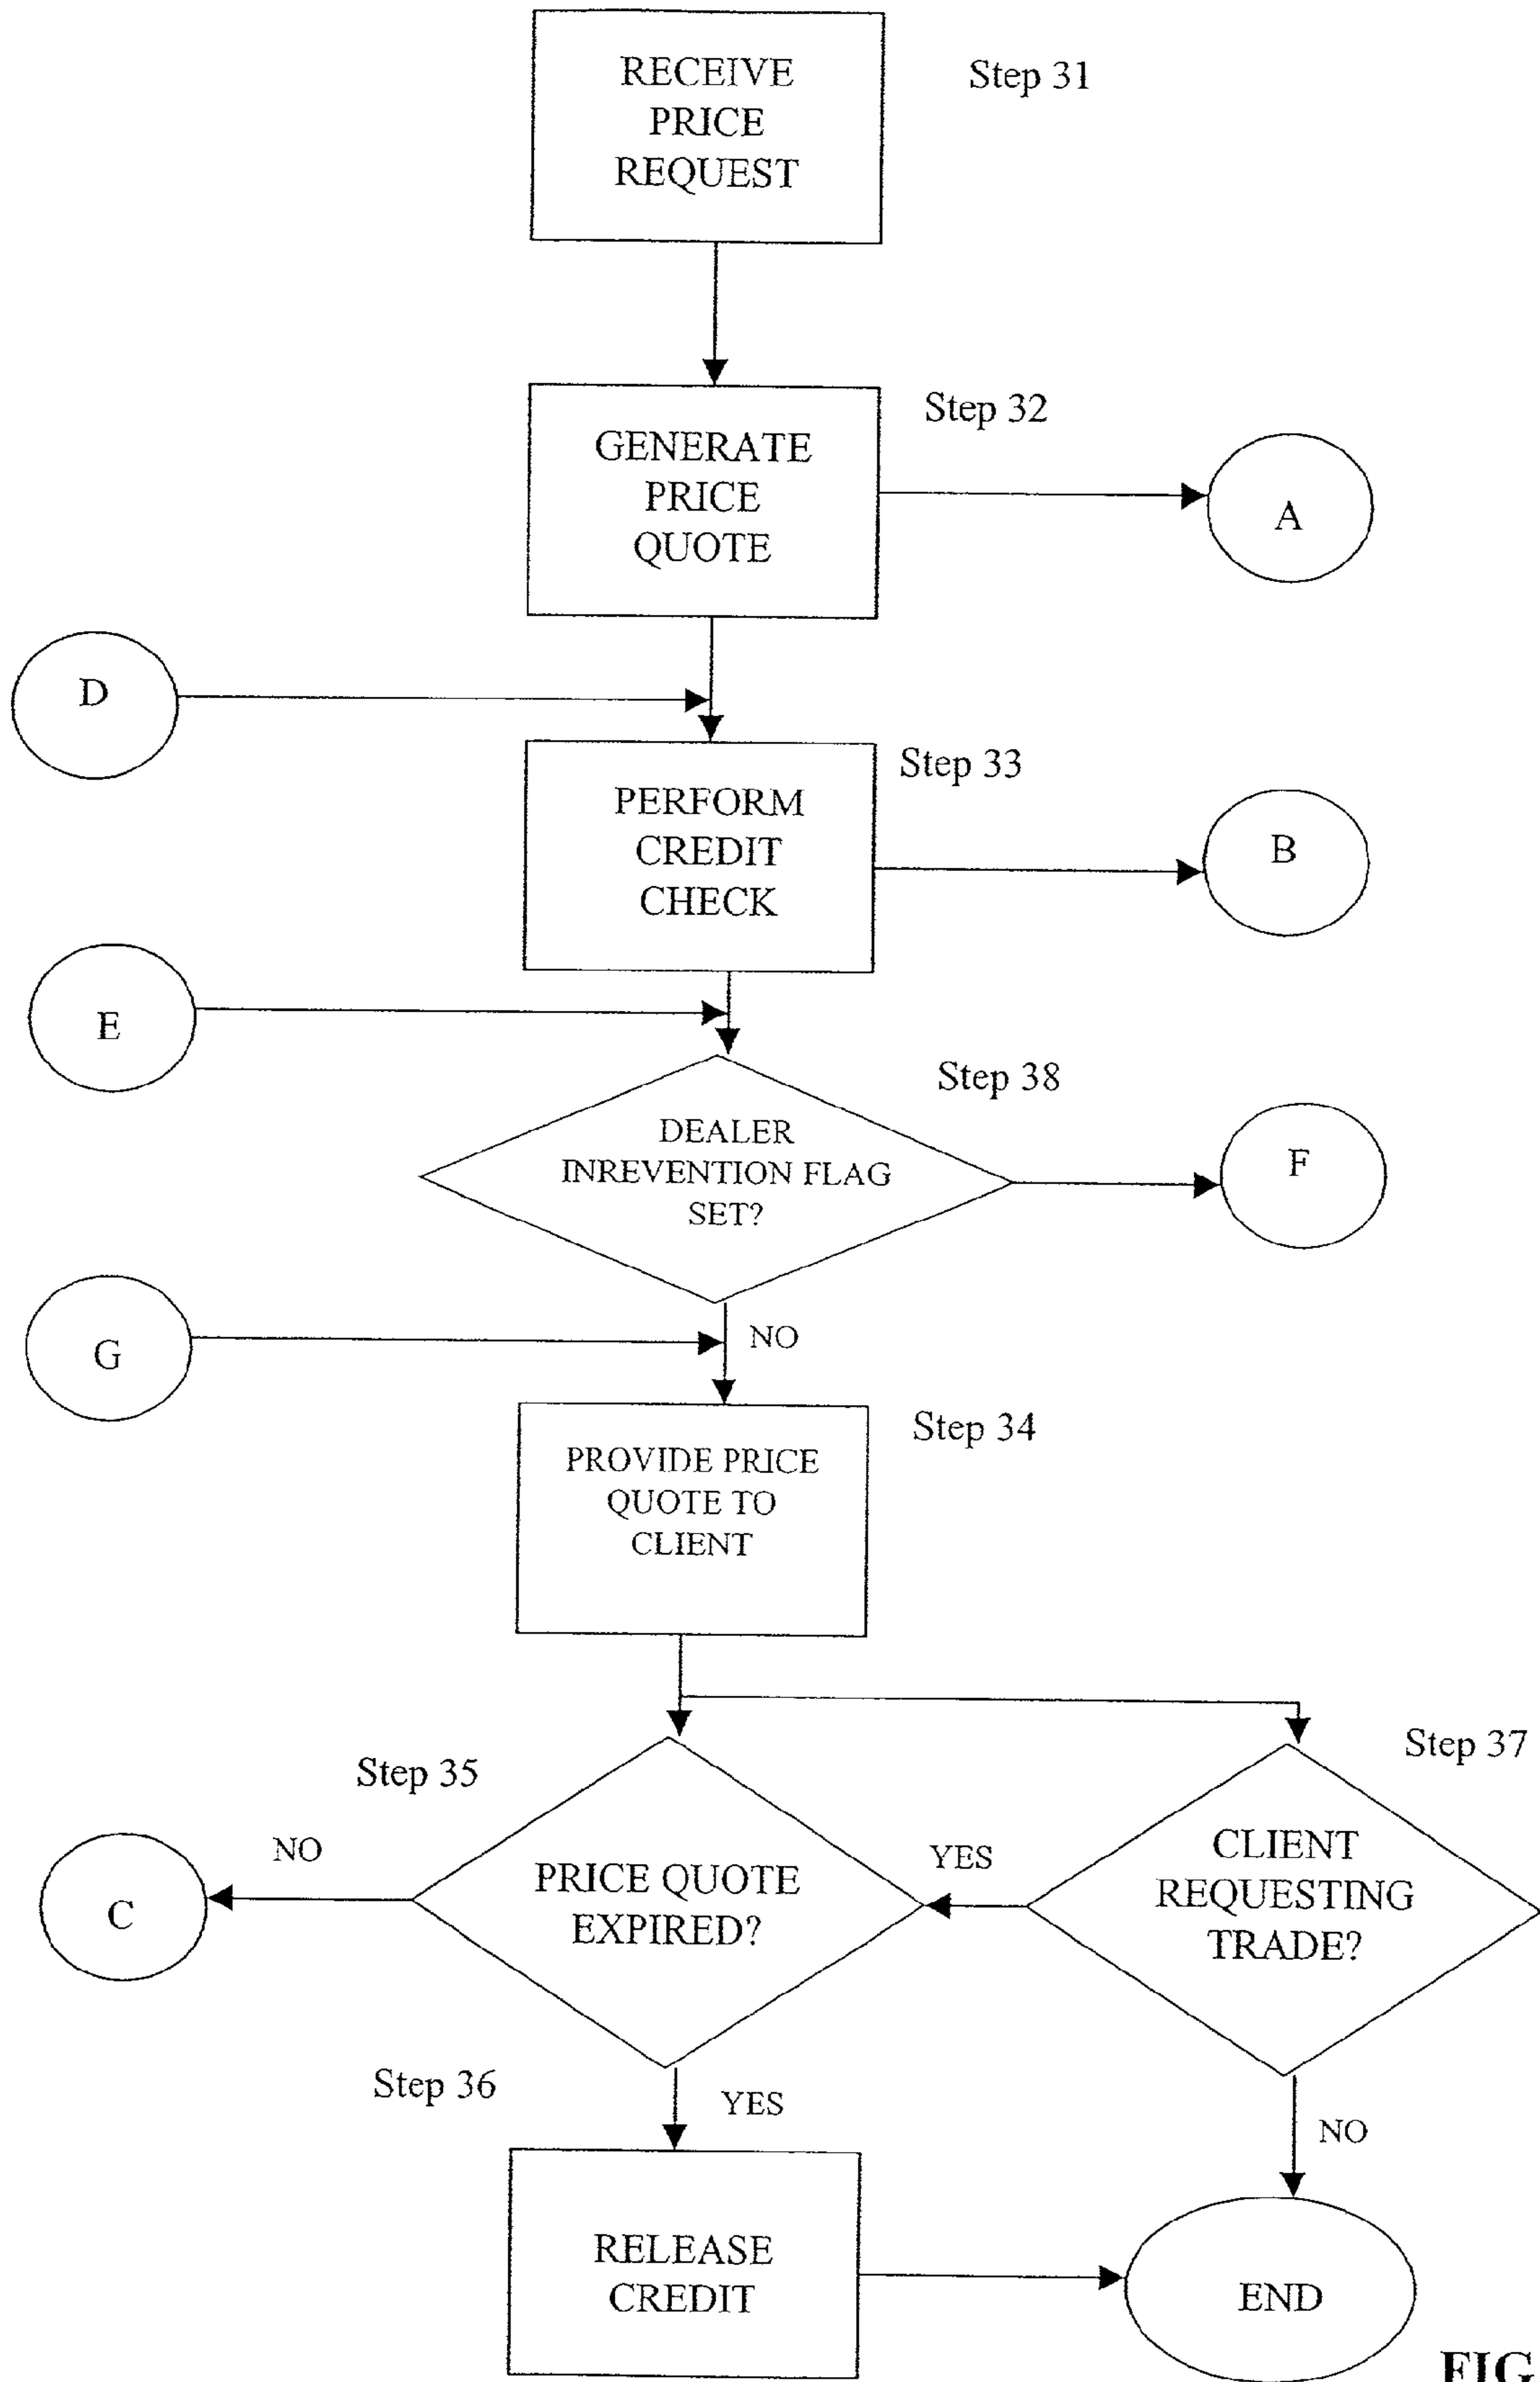 RECEIVE
PRICE
REQUEST
Step 31
GENERATE
PRICE
QUOTE
Step 32
A
D
PERFORM
CREDIT
CHECK
Step 33
B
E
DEALER
INREVENTION FLAG
SET?
Step 38
F
G
NO
PROVIDE PRICE
QUOTE TO
CLIENT
Step 34
Step 35
PRICE QUOTE
EXPIRED?
NO
C
YES
Step 37
CLIENT
REQUESTING
TRADE?
Step 36
YES
NO
RELEASE
CREDIT
END
FIG